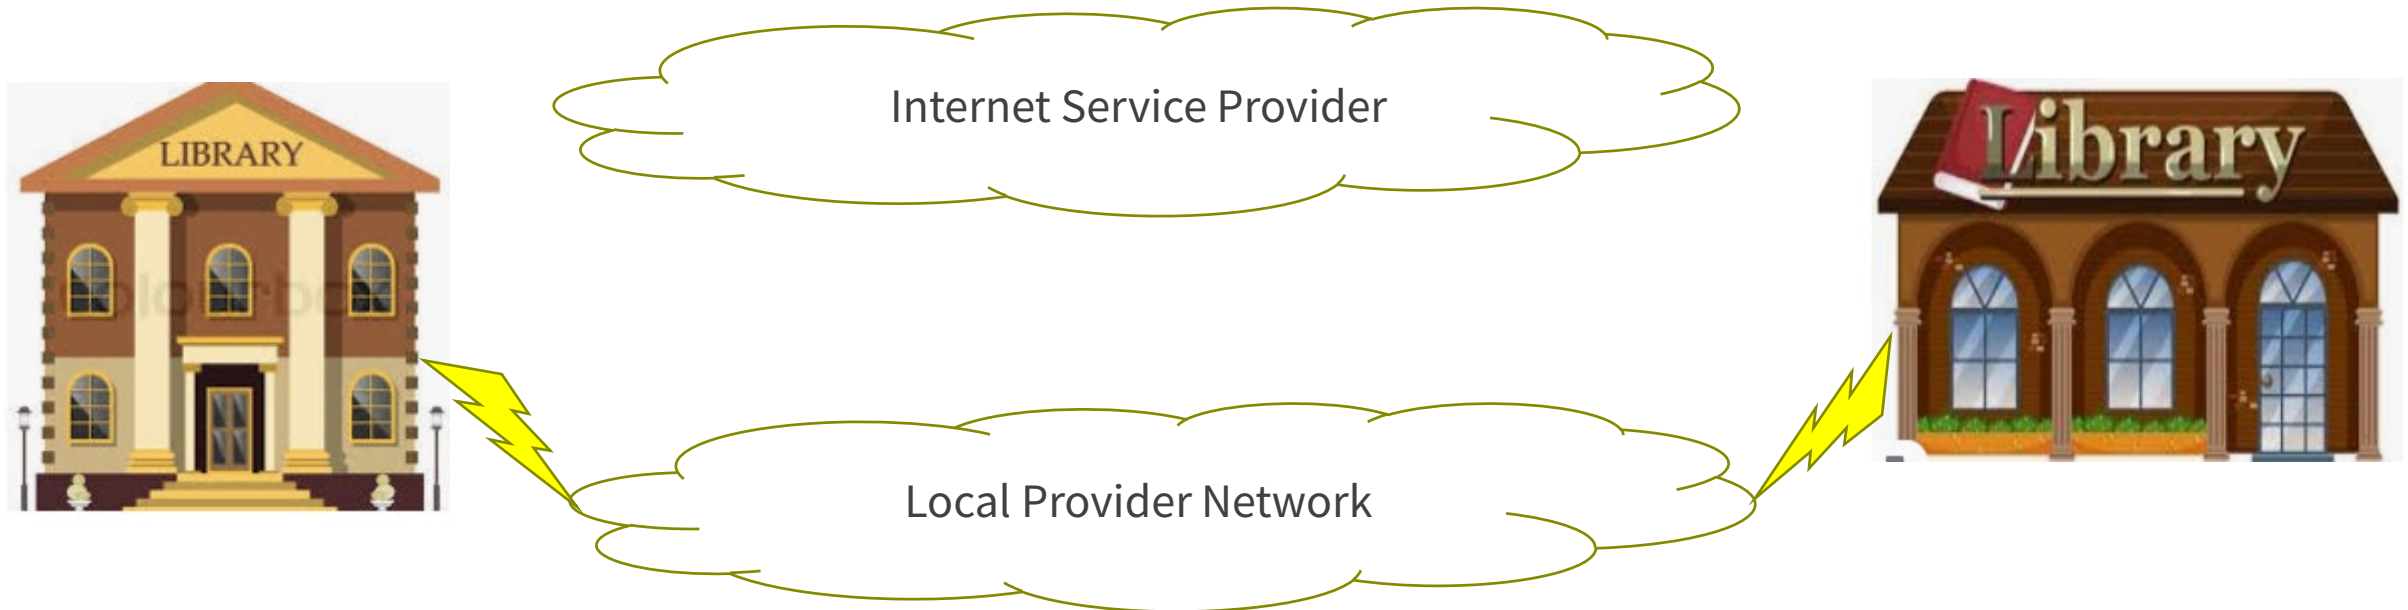 Internet Service Provider
LIBRARY
Library
Local Provider Network